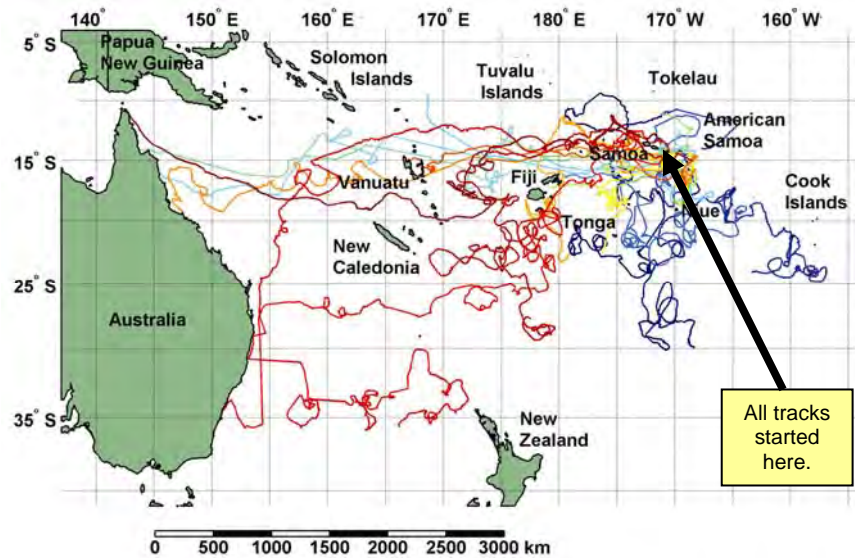 140° 150° E 160° E 170° E 180° E 170° W 160° W
5° S
Papua
New Guinea
Solomon
Islands
Tuvalu
Islands
Tokelau
American
Samoa
15° S
Samoa
Vanuatu
Fiji
Cook
Islands
Niue
Tonga
New
Caledonia
25° S
Australia
35° S
New
Zealand
All tracks
started
here.
0 500 1000 1500 2000 2500 3000 km